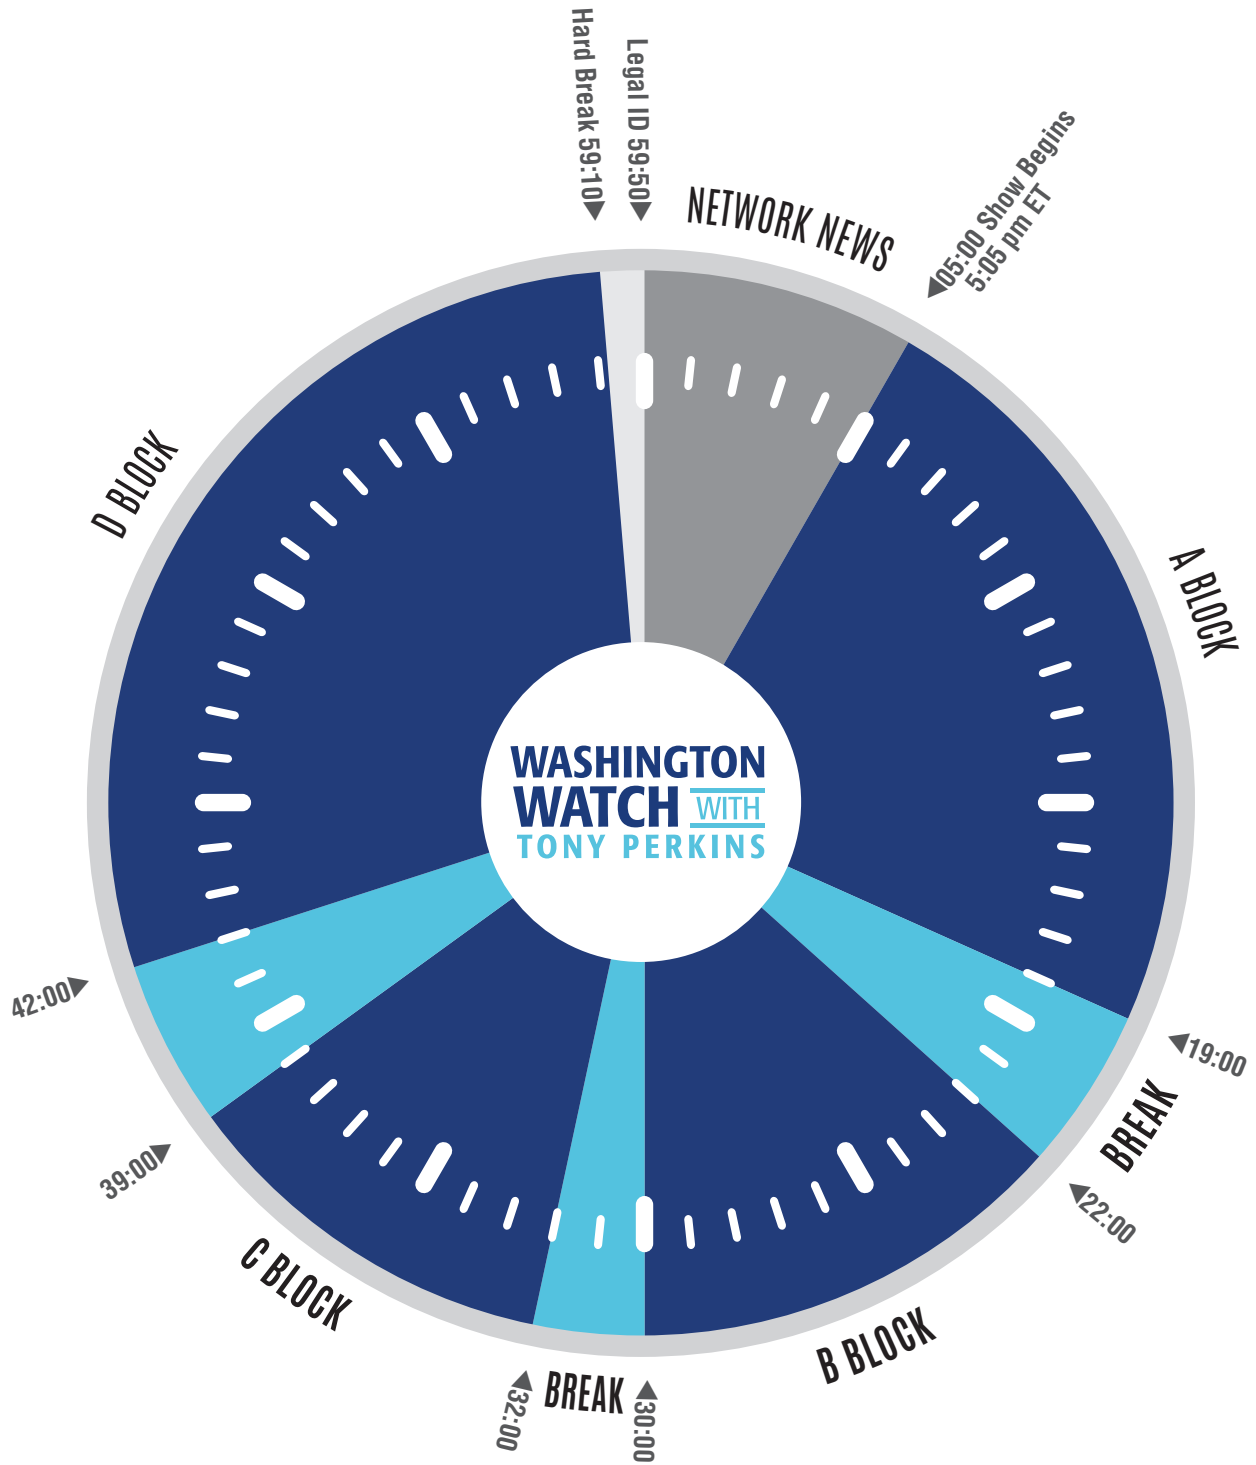 Hard Break 59:10
Legal ID 59:50
NETWORK NEWS
05:00 Show Begins
5:05 pm ET
A BLOCK
19:00
BREAK
22:00
B BLOCK
30:00
BREAK
32:00
C BLOCK
39:00
42:00
D BLOCK
WASHINGTON
WATCH WITH
TONY PERKINS